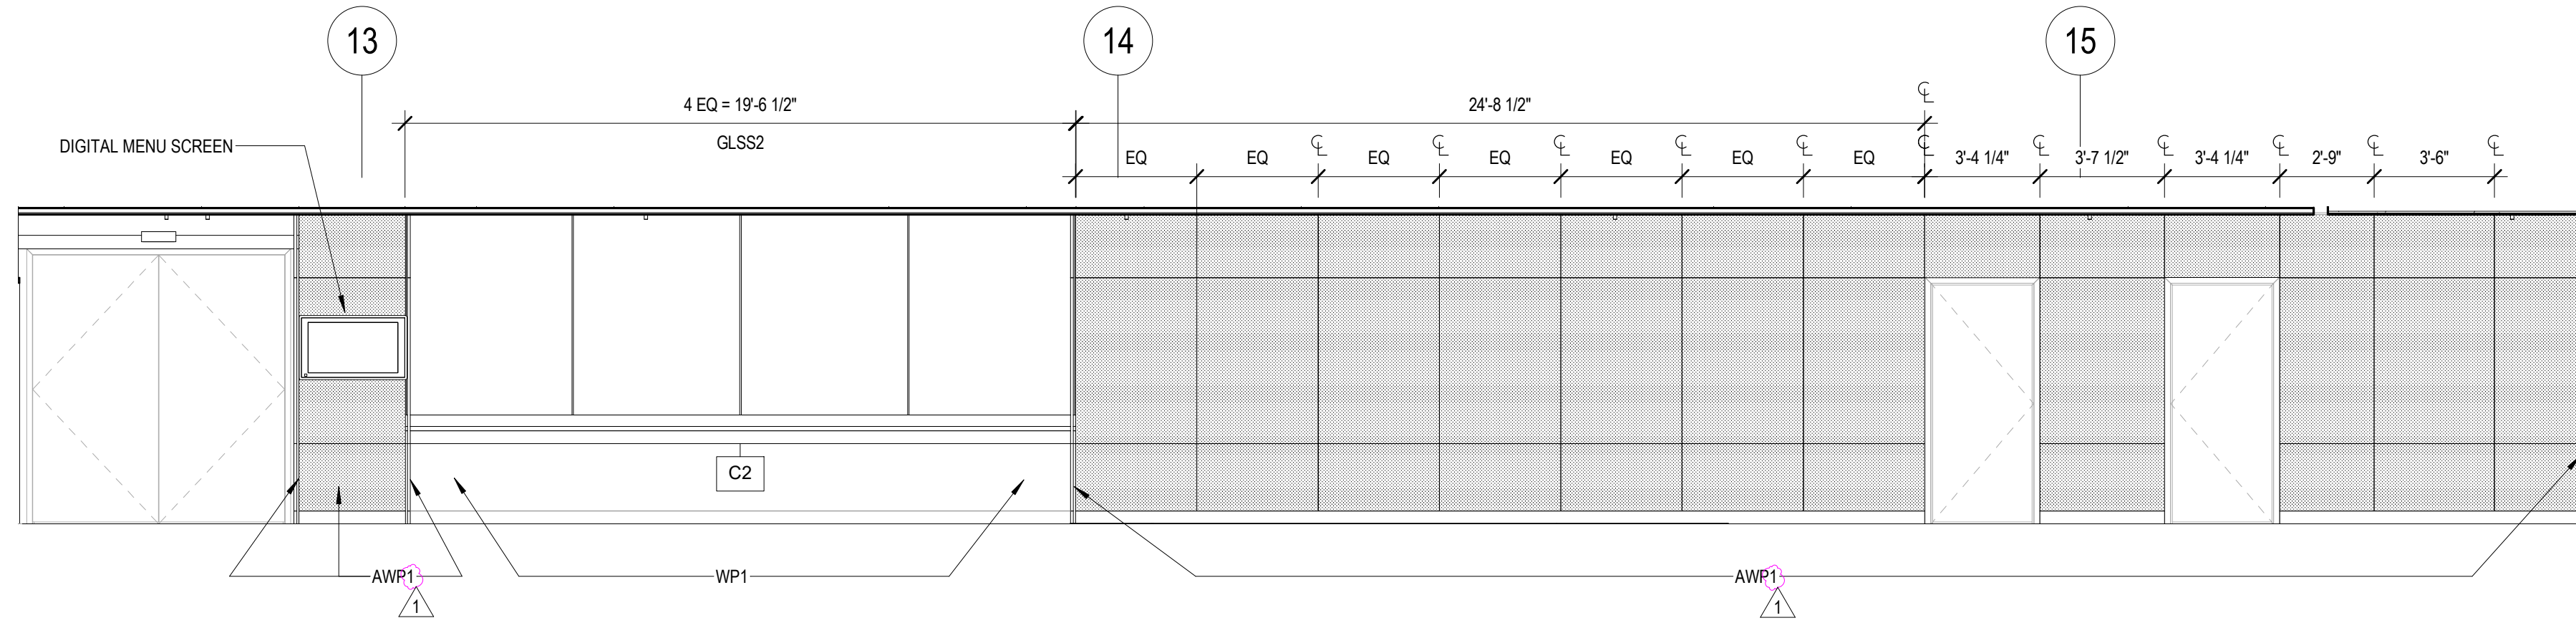 13
14
15
4 EQ = 19'-6 1/2"
24'-8 1/2"
℄
DIGITAL MENU SCREEN
GLSS2
EQ
EQ
℄
EQ
℄
EQ
℄
EQ
℄
EQ
℄
EQ
℄
3'-4 1/4"
℄
3'-7 1/2"
℄
3'-4 1/4"
℄
2'-9"
℄
3'-6"
℄
C2
AWP1
WP1
AWP1
1
1